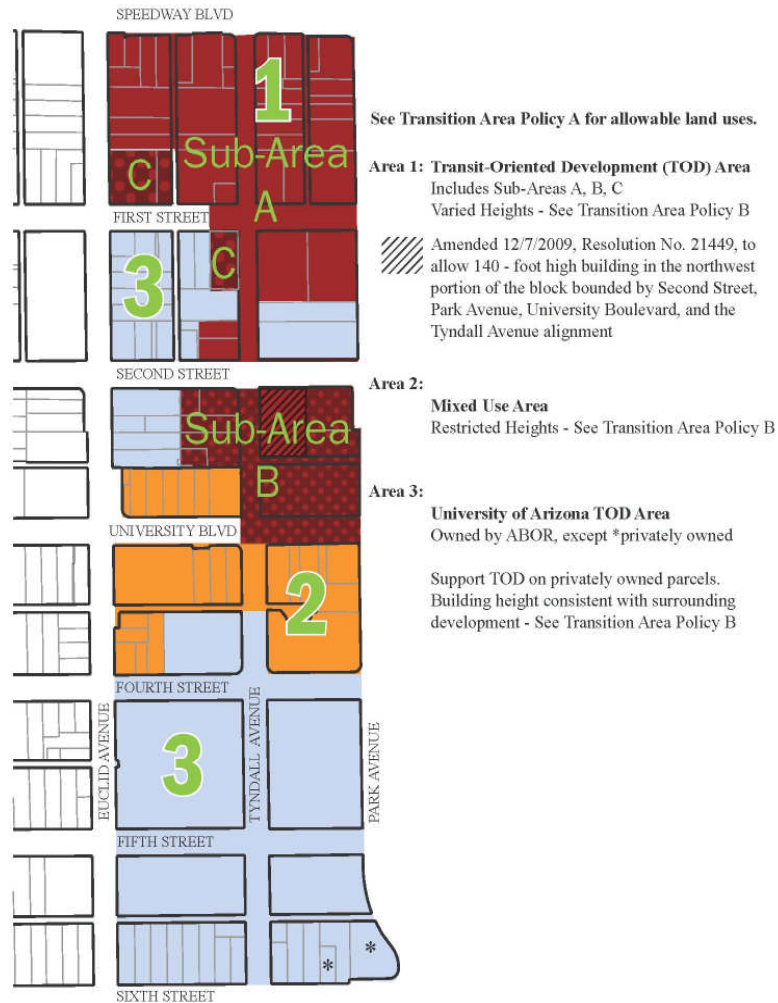 SPEEDWAY BLVD
1
Sub-Area
A
C
FIRST STREET
C
3
SECOND STREET
Sub-Area
B
UNIVERSITY BLVD
2
FOURTH STREET
EUCLID AVENUE
TYNDALL AVENUE
PARK AVENUE
3
FIFTH STREET
*
*
SIXTH STREET
See Transition Area Policy A for allowable land uses.
Area 1: Transit-Oriented Development (TOD) Area
Includes Sub-Areas A, B, C
Varied Heights - See Transition Area Policy B
Amended 12/7/2009, Resolution No. 21449, to
allow 140 - foot high building in the northwest
portion of the block bounded by Second Street,
Park Avenue, University Boulevard, and the
Tyndall Avenue alignment
Area 2:
Mixed Use Area
Restricted Heights - See Transition Area Policy B
Area 3:
University of Arizona TOD Area
Owned by ABOR, except *privately owned
Support TOD on privately owned parcels.
Building height consistent with surrounding
development - See Transition Area Policy B